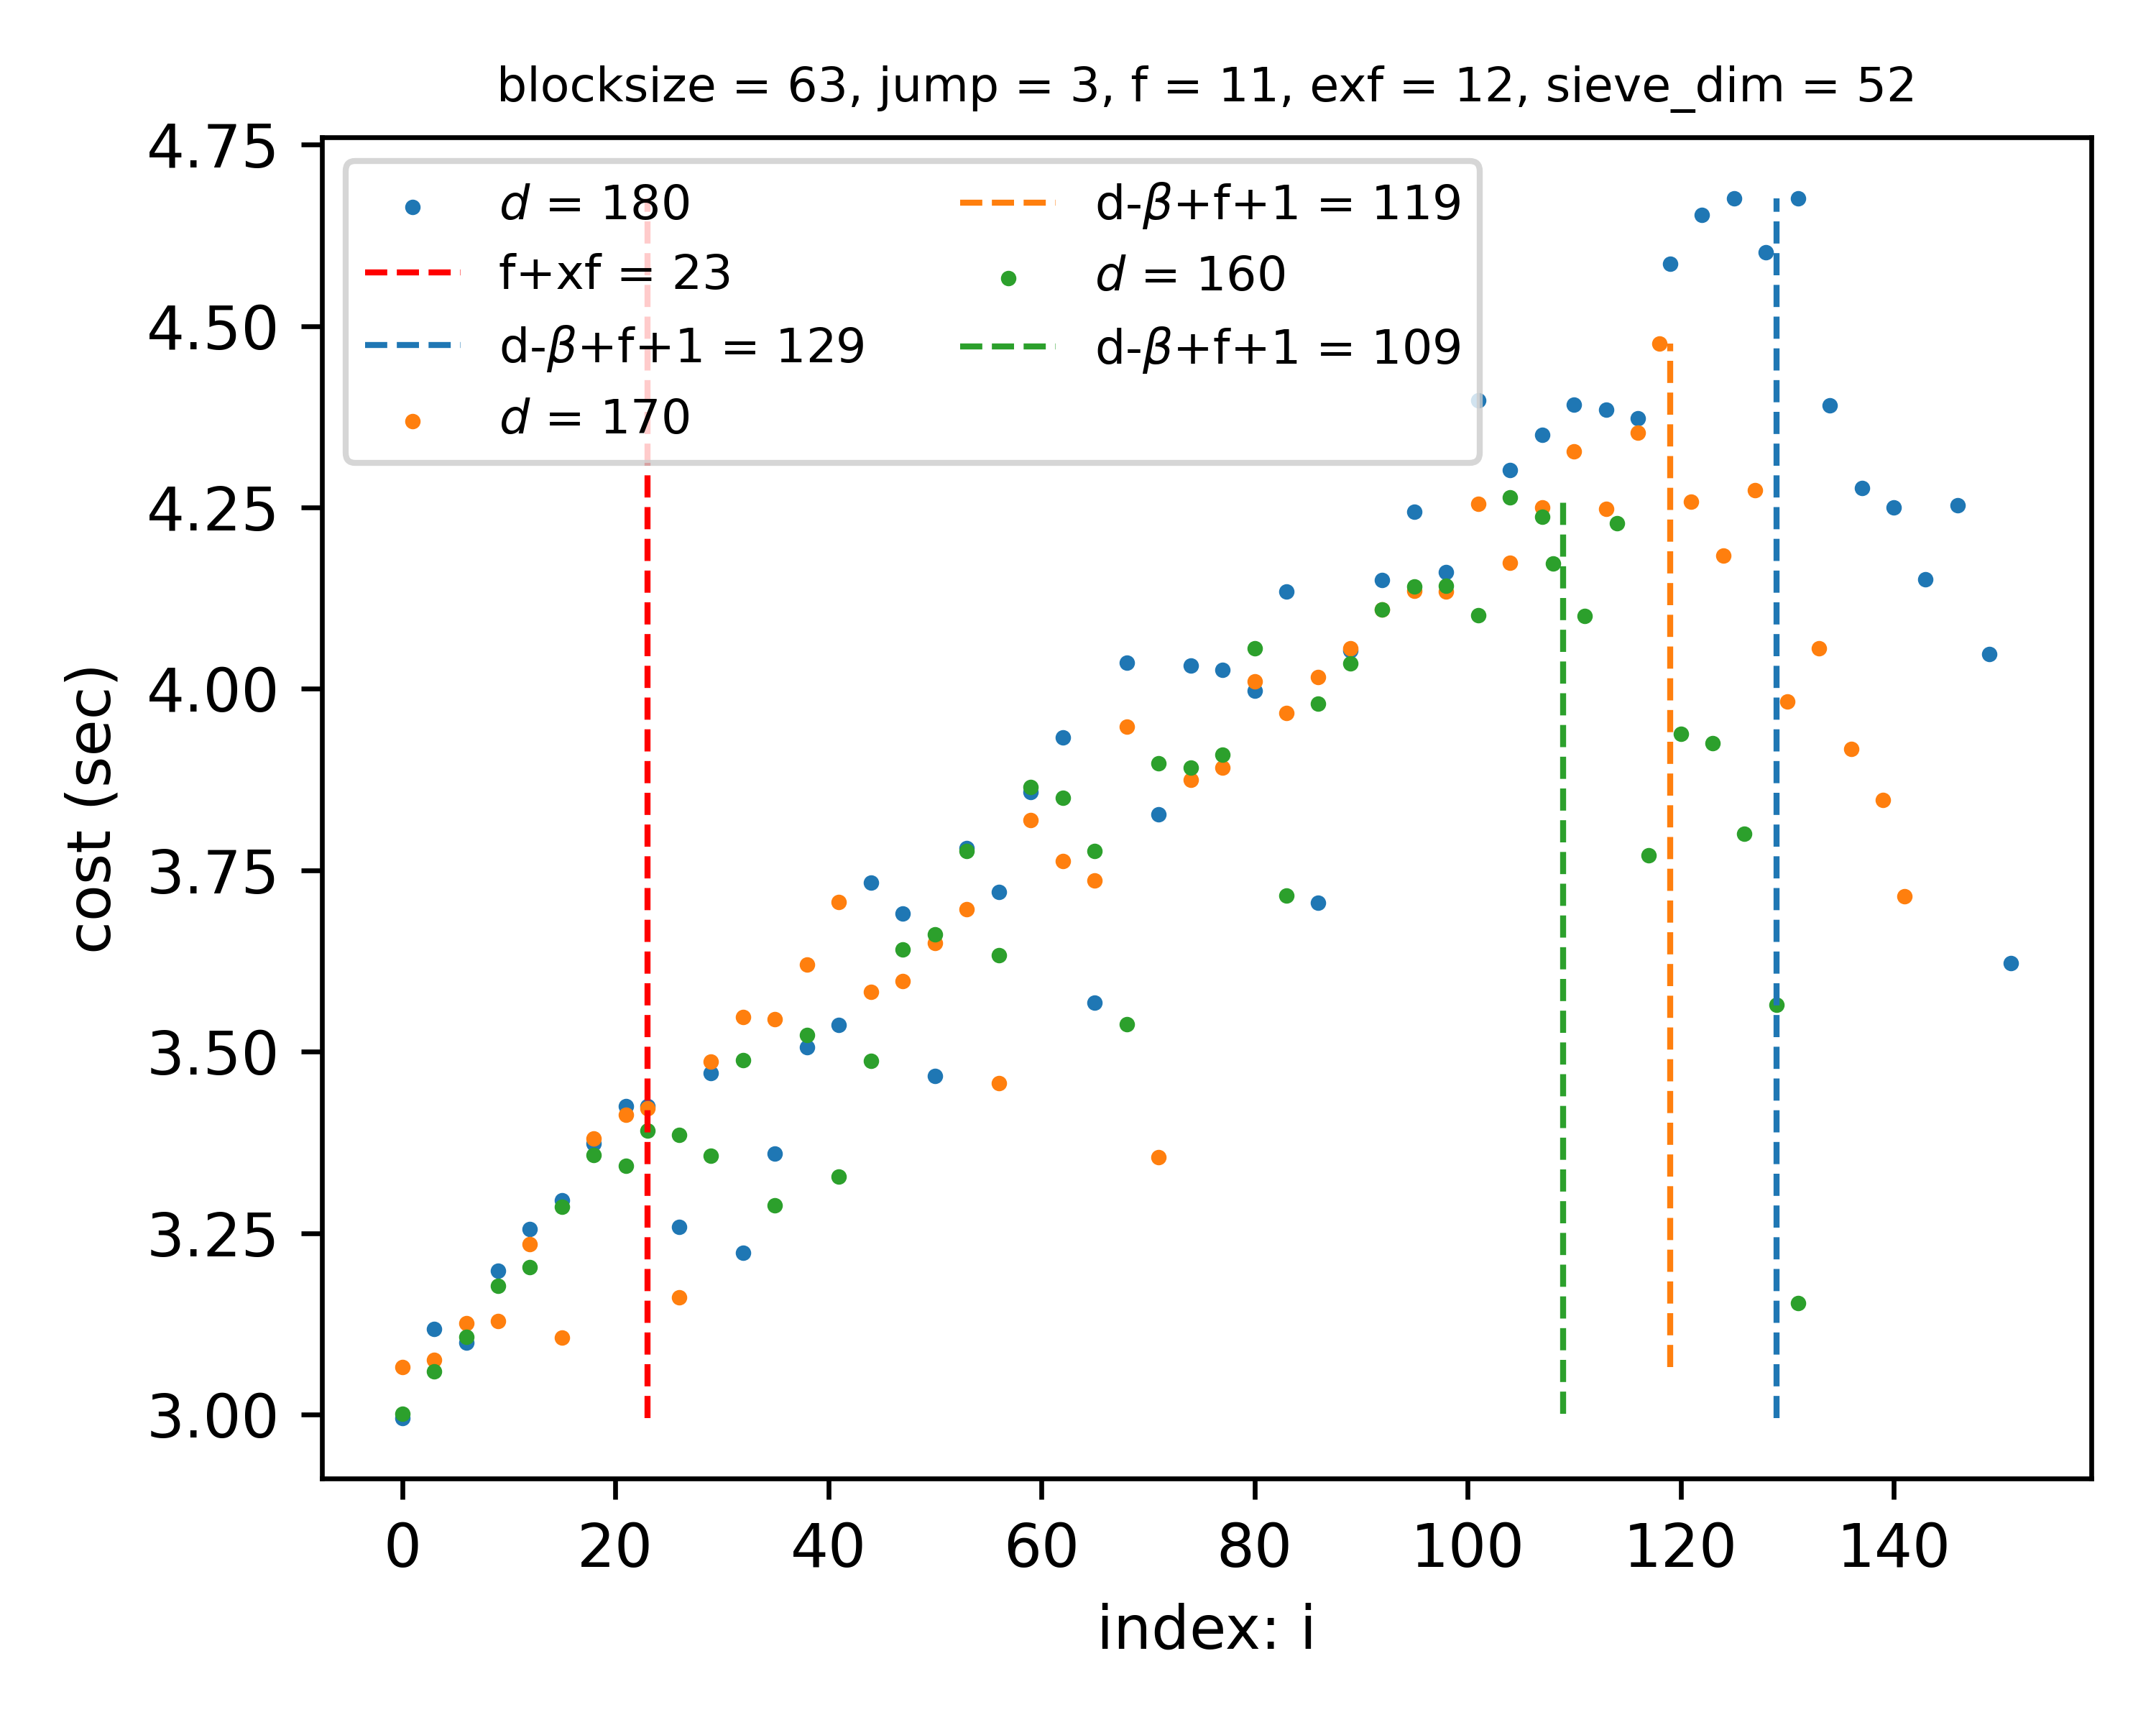 blocksize = 63, jump = 3, f = 11, exf = 12, sieve_dim = 52
4.75
4.50
4.25
4.00
3.75
3.50
3.25
3.00
cost (sec)
d = 180
f+xf = 23
d-β+f+1 = 129
d = 170
d-β+f+1 = 119
d = 160
d-β+f+1 = 109
0 20 40 60 80 100 120 140
index: i